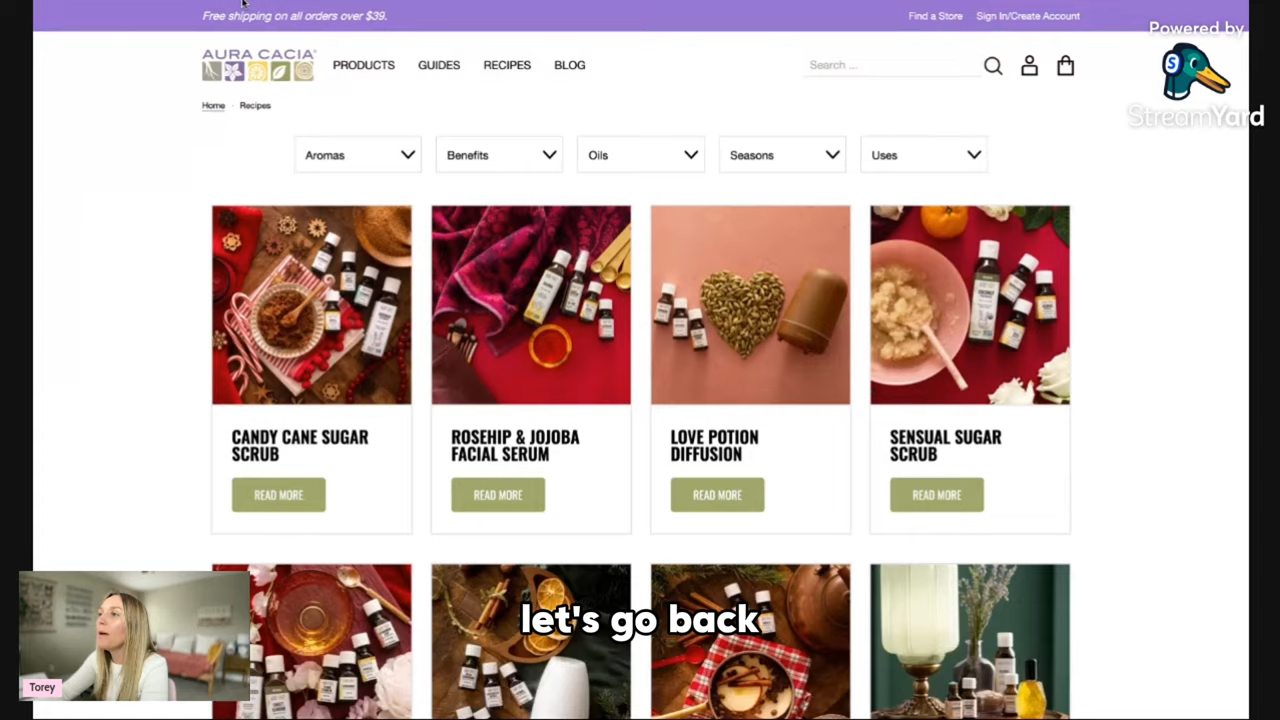 Free shipping on all orders over $39.
Find a Store
Sign In/Create Account
Powered by
StreamYard
AURA CACIA
PRODUCTS
GUIDES
RECIPES
BLOG
Search ...
Home
Recipes
Aromas
Benefits
Oils
Seasons
Uses
CANDY CANE SUGAR
SCRUB
READ MORE
ROSEHIP & JOJOBA
FACIAL SERUM
READ MORE
LOVE POTION
DIFFUSION
READ MORE
SENSUAL SUGAR
SCRUB
READ MORE
let's go back
Torey